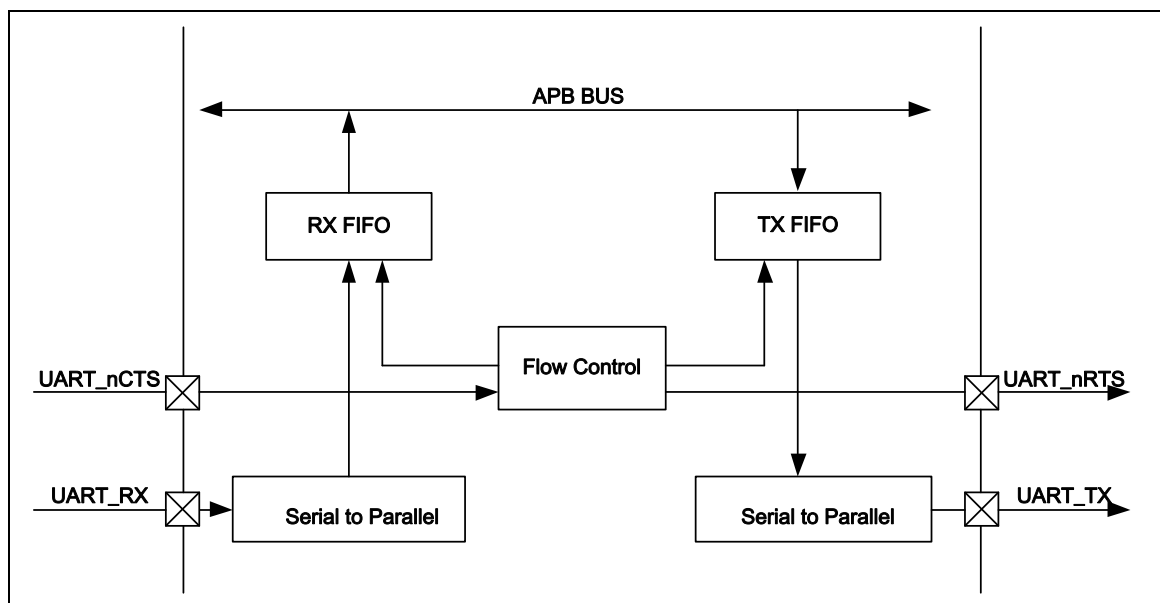 APB BUS
RX FIFO
TX FIFO
Flow Control
UART_nCTS
UART_nRTS
UART_RX
Serial to Parallel
Serial to Parallel
UART_TX